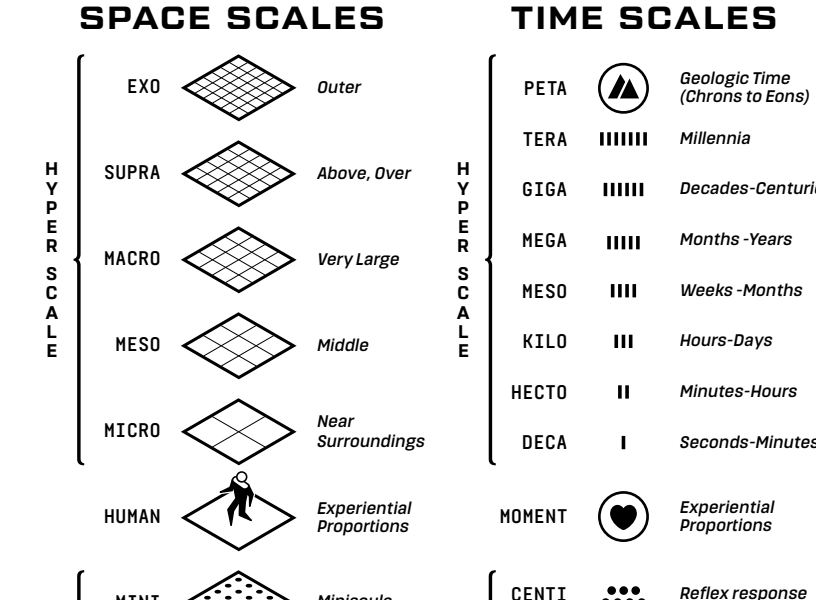 SPACE SCALES
HYPER SCALE
EXO Outer
SUPRA Above, Over
MACRO Very Large
MESO Middle
MICRO Near
Surroundings
HUMAN Experiential
Proportions
TIME SCALES
HYPER SCALE
PETA Geologic Time
(Chrons to Eons)
TERA Millennia
GIGA
MEGA Months -Years
MESO Weeks -Months
KILO Hours-Days
HECTO Minutes-Hours
DECA Seconds-Minutes
MOMENT Experiential
Proportions
CENTI Reflex response